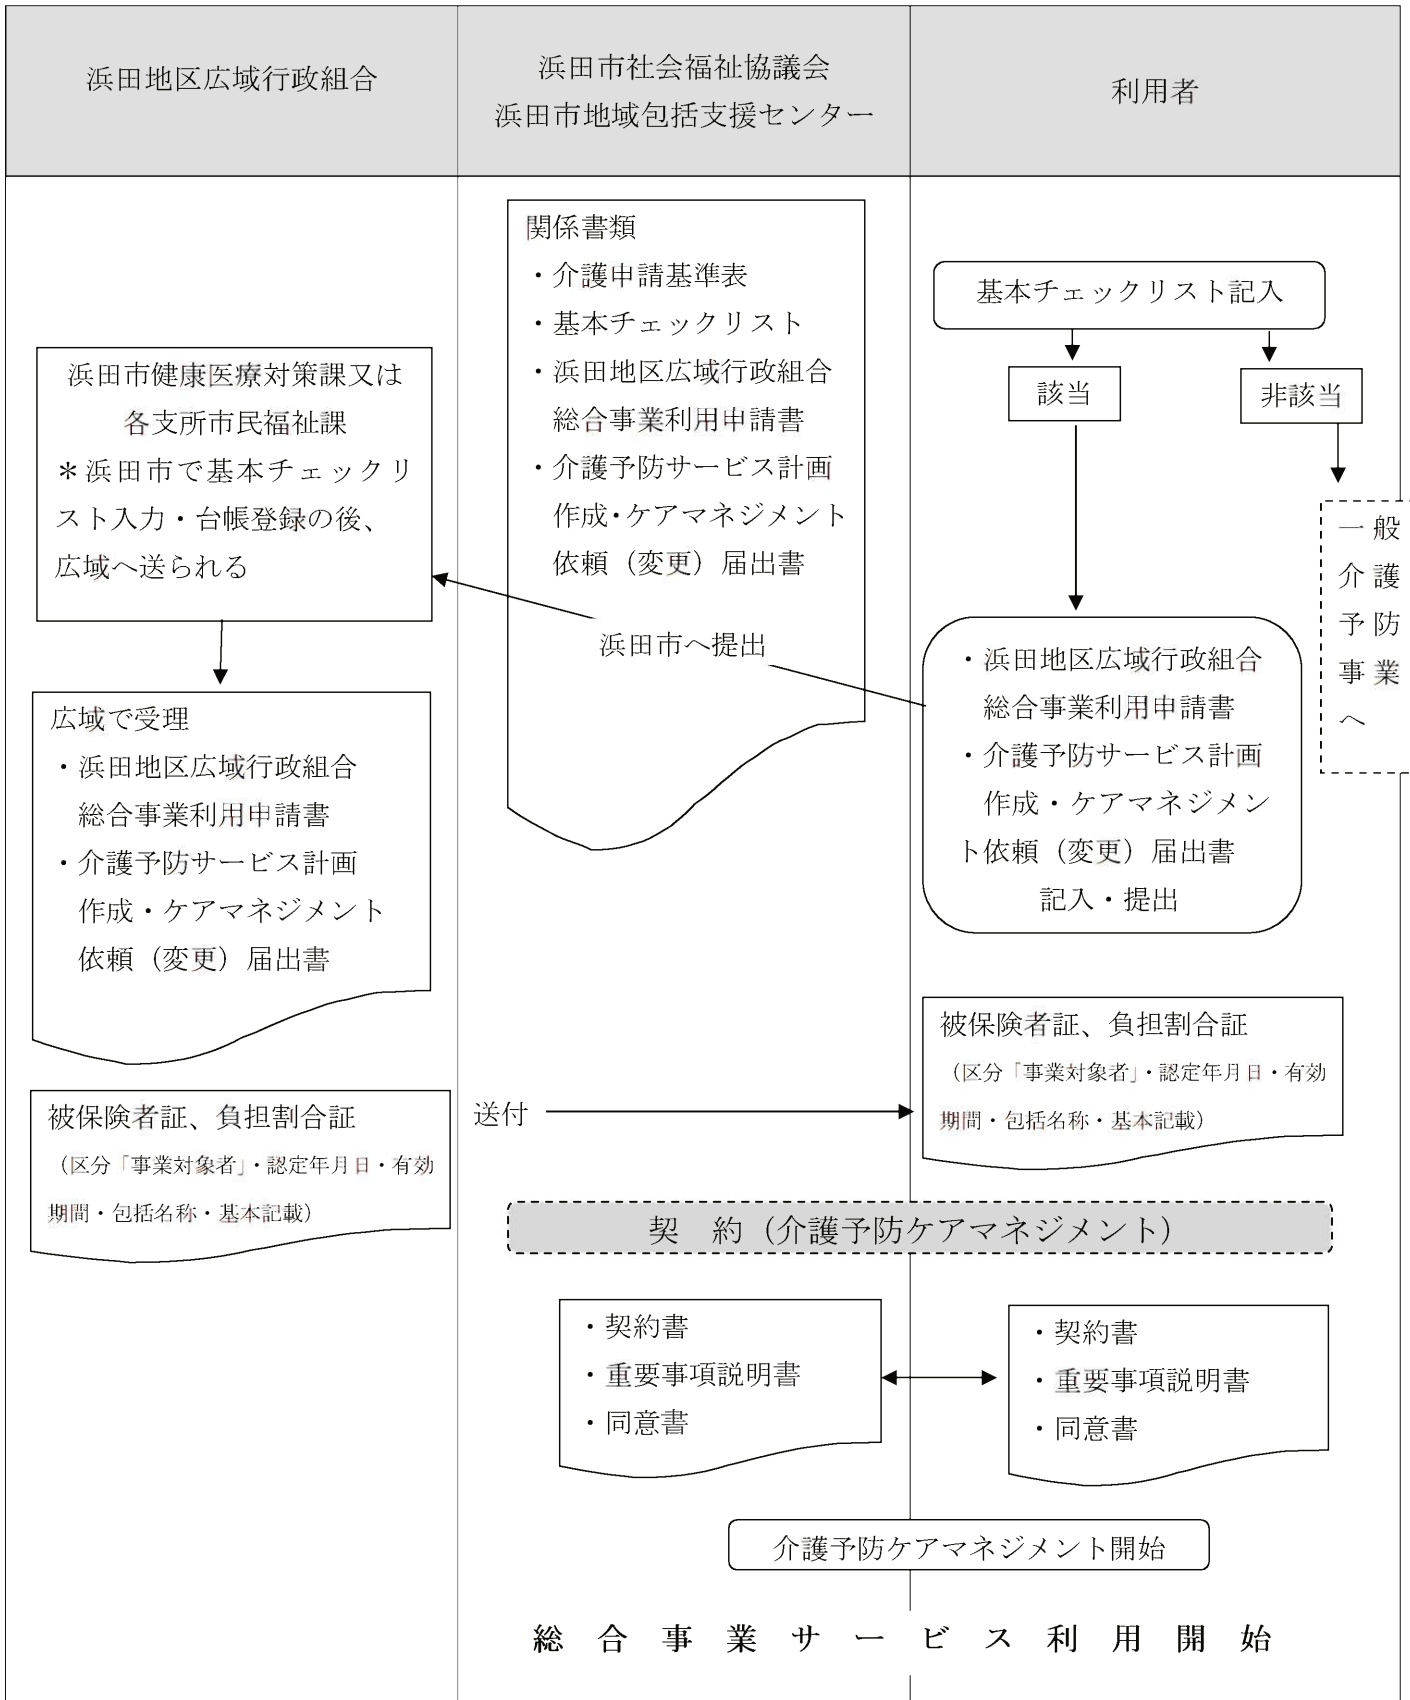 浜田地区広域行政組合
浜田市社会福祉協議会
浜田市地域包括支援センター
利用者
関係書類
・介護申請基準表
・基本チェックリスト
・浜田地区広域行政組合
総合事業利用申請書
・介護予防サービス計画
作成・ケアマネジメント
依頼（変更）届出書
基本チェックリスト記入
該当
非該当
一般
介護
予防
事業
へ
浜田市健康医療対策課又は
各支所市民福祉課
＊浜田市で基本チェックリ
スト入力・台帳登録の後、
広域へ送られる
浜田市へ提出
・浜田地区広域行政組合
総合事業利用申請書
・介護予防サービス計画
作成・ケアマネジメン
ト依頼（変更）届出書
記入・提出
広域で受理
・浜田地区広域行政組合
総合事業利用申請書
・介護予防サービス計画
作成・ケアマネジメント
依頼（変更）届出書
被保険者証、負担割合証
（区分「事業対象者」・認定年月日・有効
期間・包括名称・基本記載）
送付
被保険者証、負担割合証
（区分「事業対象者」・認定年月日・有効
期間・包括名称・基本記載）
契　約（介護予防ケアマネジメント）
・契約書
・重要事項説明書
・同意書
・契約書
・重要事項説明書
・同意書
介護予防ケアマネジメント開始
総合事業サービス利用開始